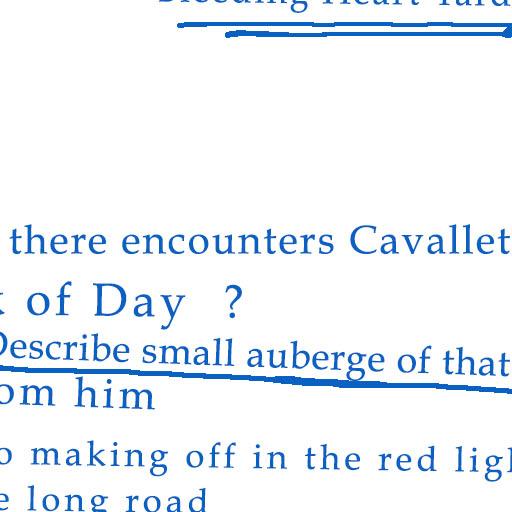 Bleeding Heart Yard
there encounters Cavallet
of Day ?
Describe small auberge of that
om him
o making off in the red ligh
e long road